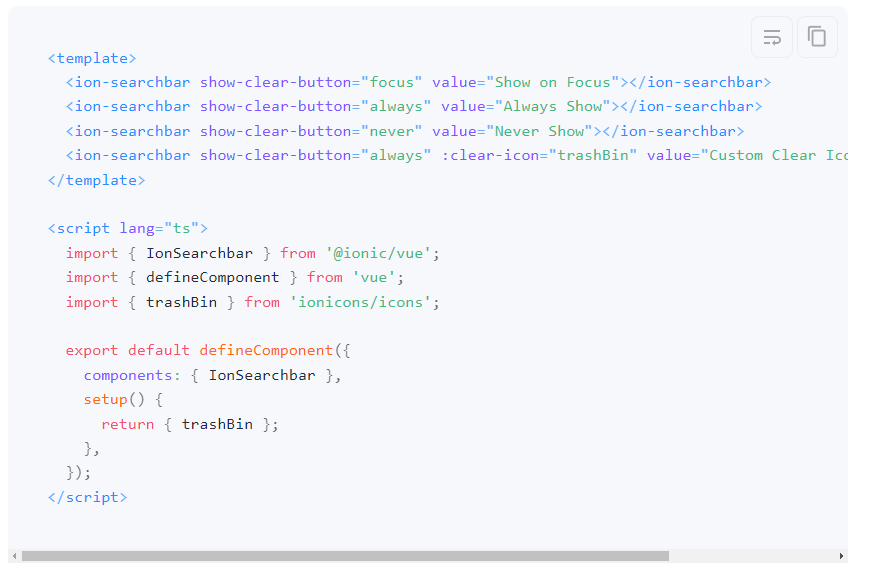 <template>
  <ion-searchbar show-clear-button="focus" value="Show on Focus"></ion-searchbar>
  <ion-searchbar show-clear-button="always" value="Always Show"></ion-searchbar>
  <ion-searchbar show-clear-button="never" value="Never Show"></ion-searchbar>
  <ion-searchbar show-clear-button="always" :clear-icon="trashBin" value="Custom Clear
</template>

<script lang="ts">
  import { IonSearchbar } from '@ionic/vue';
  import { defineComponent } from 'vue';
  import { trashBin } from 'ionicons/icons';

  export default defineComponent({
    components: { IonSearchbar },
    setup() {
      return { trashBin };
    },
  });
</script>